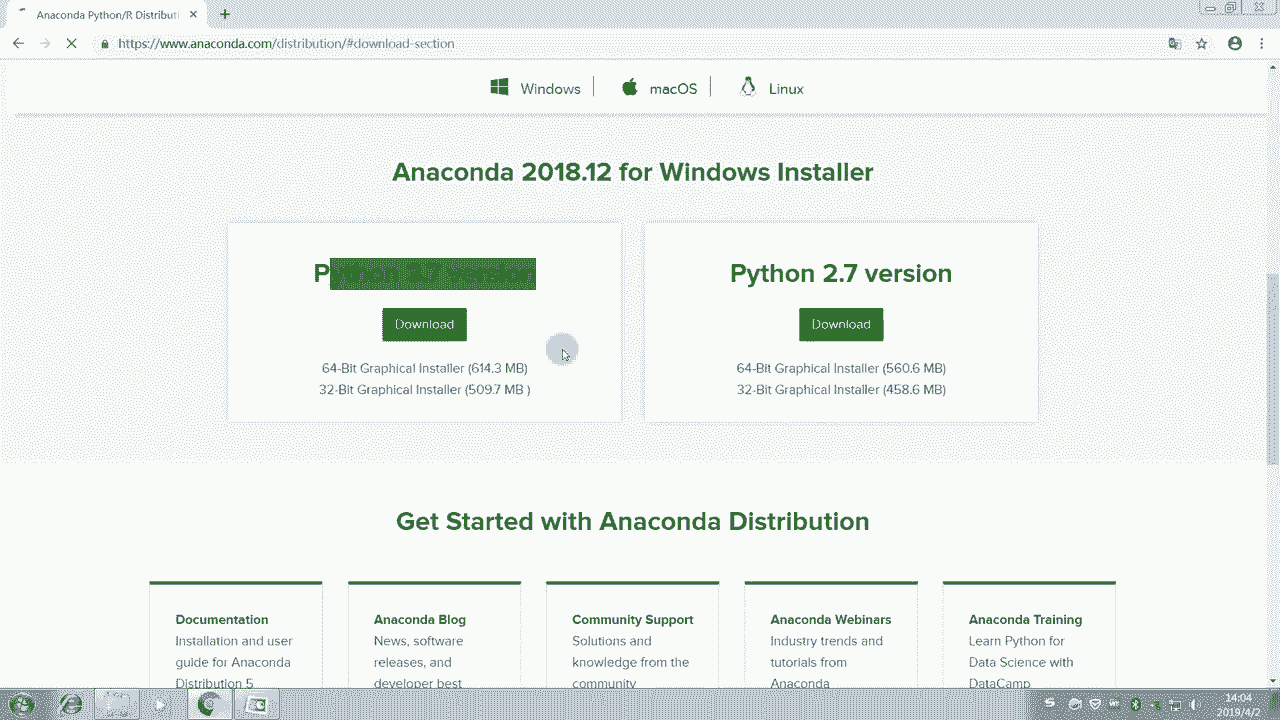 Anaconda Python/R Distributi
https://www.anaconda.com/distribution/#download-section
Windows
macOS
Linux
Anaconda 2018.12 for Windows Installer
Python 3.7 version
Download
64-Bit Graphical Installer (614.3 MB)
32-Bit Graphical Installer (509.7 MB )
Python 2.7 version
Download
64-Bit Graphical Installer (560.6 MB)
32-Bit Graphical Installer (458.6 MB)
Get Started with Anaconda Distribution
Documentation
Installation and user
guide for Anaconda
Distribution 5
Anaconda Blog
News, software
releases, and
developer best
Community Support
Solutions and
knowledge from the
community
Anaconda Webinars
Industry trends and
tutorials from
Anaconda
Anaconda Training
Learn Python for
Data Science with
DataCamp
14:04
2019/4/2